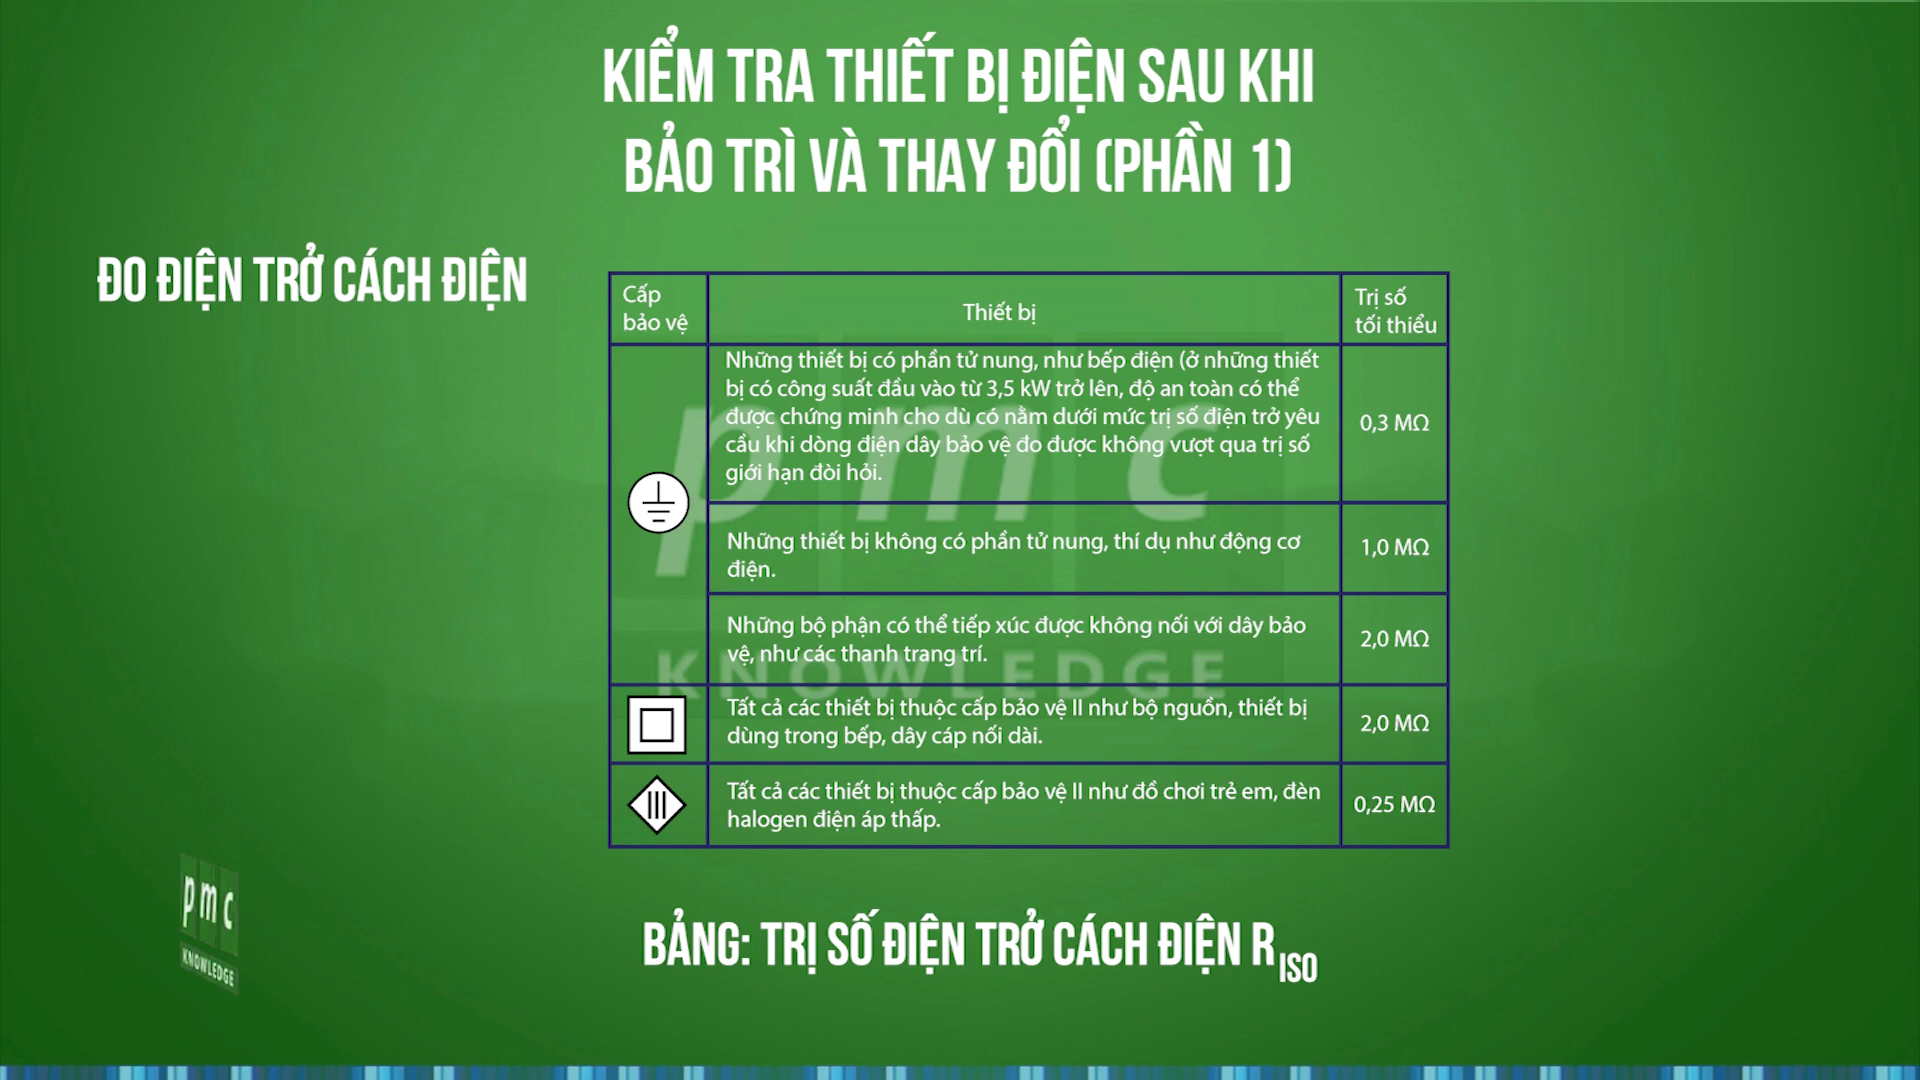 KIỂM TRA THIẾT BỊ ĐIỆN SAU KHI
BẢO TRÌ VÀ THAY ĐỔI (PHẦN 1)
ĐO ĐIỆN TRỞ CÁCH ĐIỆN
Cấp
bảo vệ
Thiết bị
Trị số
tối thiểu
Những thiết bị có phần tử nung, như bếp điện (ở những thiết
bị có công suất đầu vào từ 3,5 kW trở lên, độ an toàn có thể
được chứng minh cho dù có nằm dưới mức trị số điện trở yêu
cầu khi dòng điện dây bảo vệ đo được không vượt qua trị số
giới hạn đòi hỏi.
0,3 MΩ
Những thiết bị không có phần tử nung, thí dụ như động cơ
điện.
1,0 MΩ
Những bộ phận có thể tiếp xúc được không nối với dây bảo
vệ, như các thanh trang trí.
2,0 MΩ
Tất cả các thiết bị thuộc cấp bảo vệ II như bộ nguồn, thiết bị
dùng trong bếp, dây cáp nối dài.
2,0 MΩ
III
Tất cả các thiết bị thuộc cấp bảo vệ II như đồ chơi trẻ em, đèn
halogen điện áp thấp.
0,25 MΩ
pmc
KNOWLEDGE
BẢNG: TRỊ SỐ ĐIỆN TRỞ CÁCH ĐIỆN R ISO
pmc
KNOWLEDGE